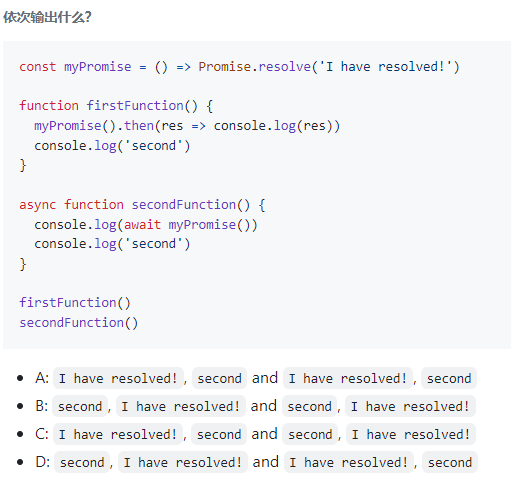 依次输出什么?
const myPromise = () => Promise.resolve('I have resolved!')
function firstFunction() {
  myPromise().then(res => console.log(res))
  console.log('second')
}
async function secondFunction() {
  console.log(await myPromise())
  console.log('second')
}
firstFunction()
secondFunction()
A: I have resolved!, second and I have resolved!, second
B: second, I have resolved! and second, I have resolved!
C: I have resolved!, second and second, I have resolved!
D: second, I have resolved! and I have resolved!, second